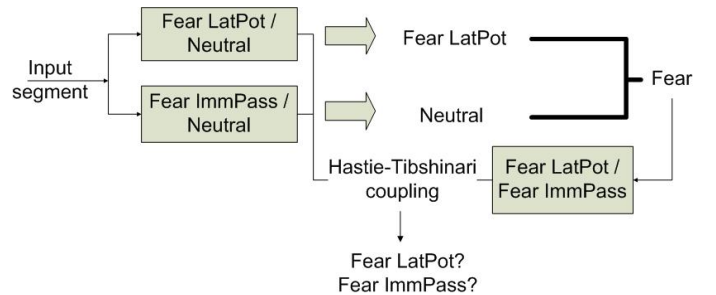 Fear LatPot /
Neutral
Fear LatPot
Input
segment
Fear
Fear ImmPass /
Neutral
Neutral
Hastie-Tibshinari
coupling
Fear LatPot /
Fear ImmPass
Fear LatPot?
Fear ImmPass?